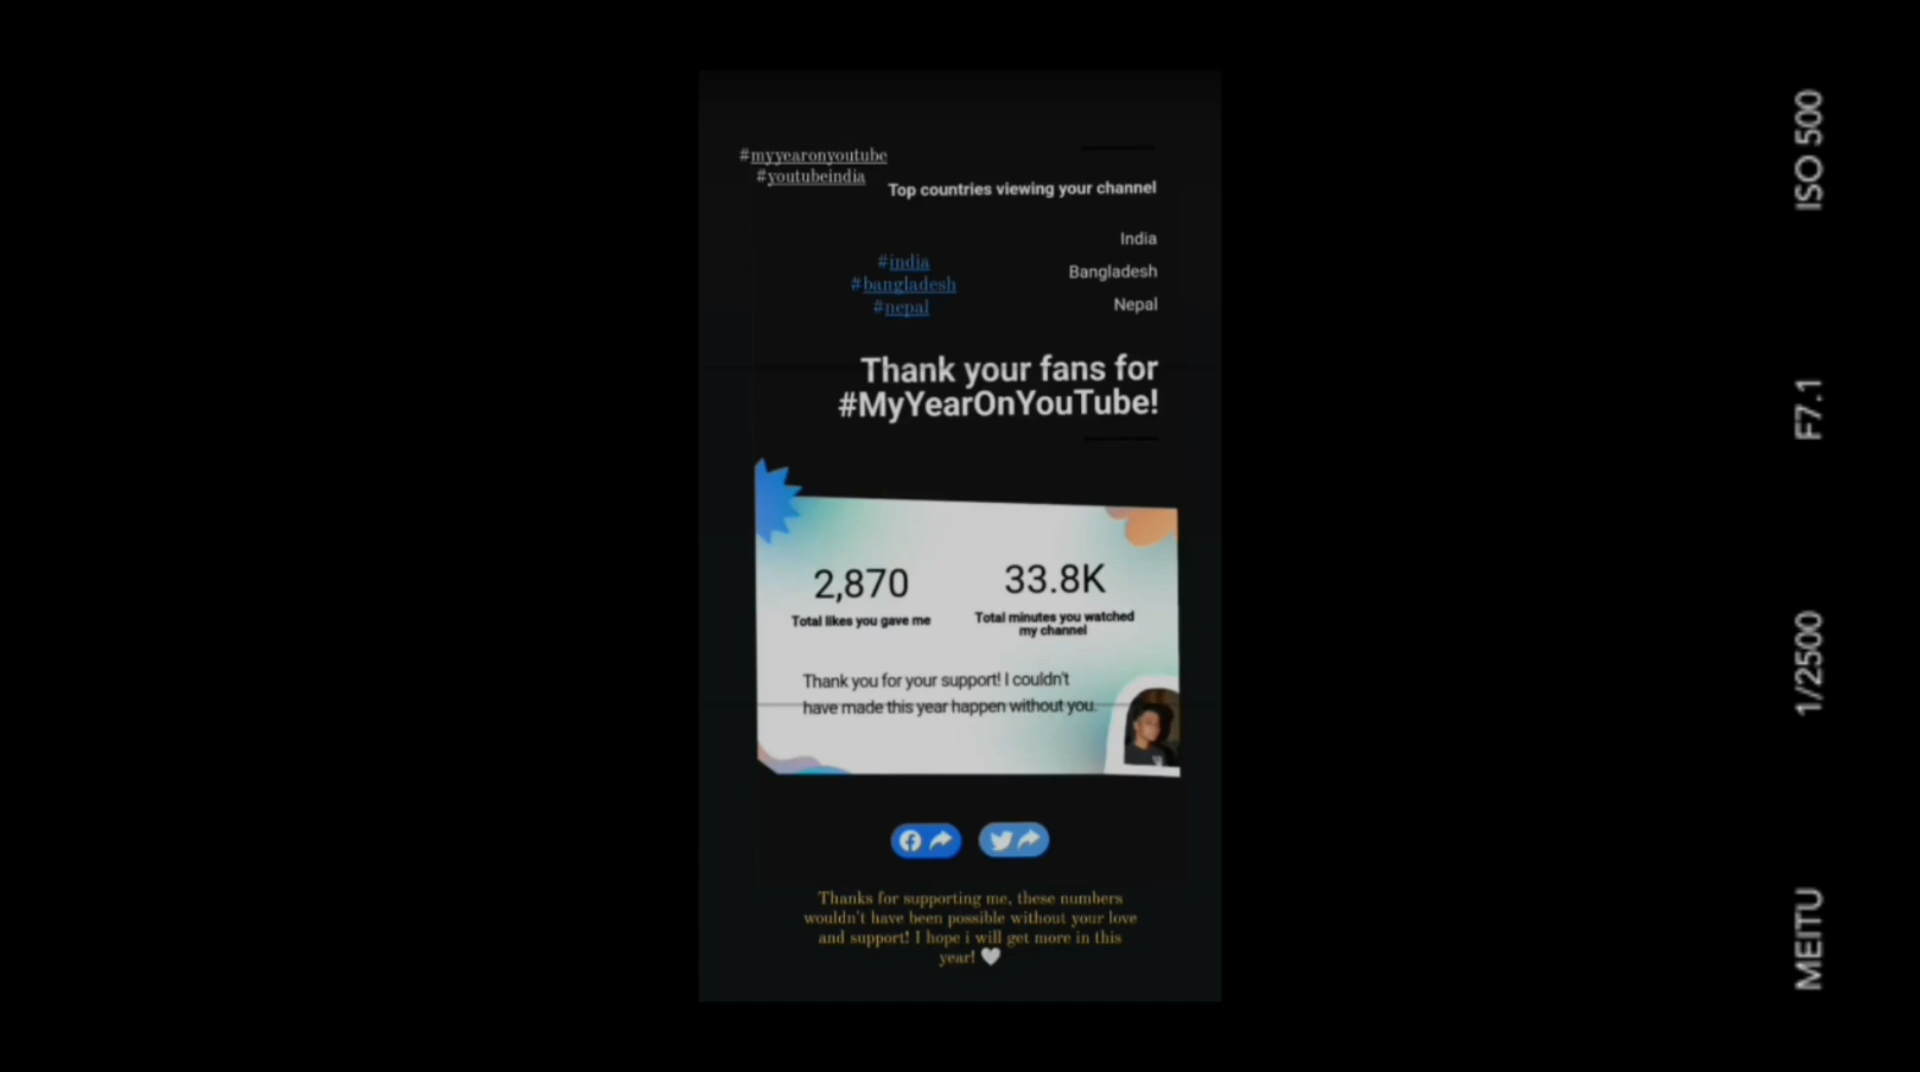 #myyearonyoutube
#youtubeindia
Top countries viewing your channel
India
Bangladesh
Nepal
#india
#bangladesh
#nepal
Thank your fans for
#MyYearOnYouTube!
2,870
Total likes you gave me
33.8K
Total minutes you watched
my channel
Thank you for your support! I couldn't
have made this year happen without you.
Thanks for supporting me, these numbers
wouldn't have been possible without your love
and support! I hope i will get more in this
year! 🤍
ISO 500
F7.1
1/2500
MEITU